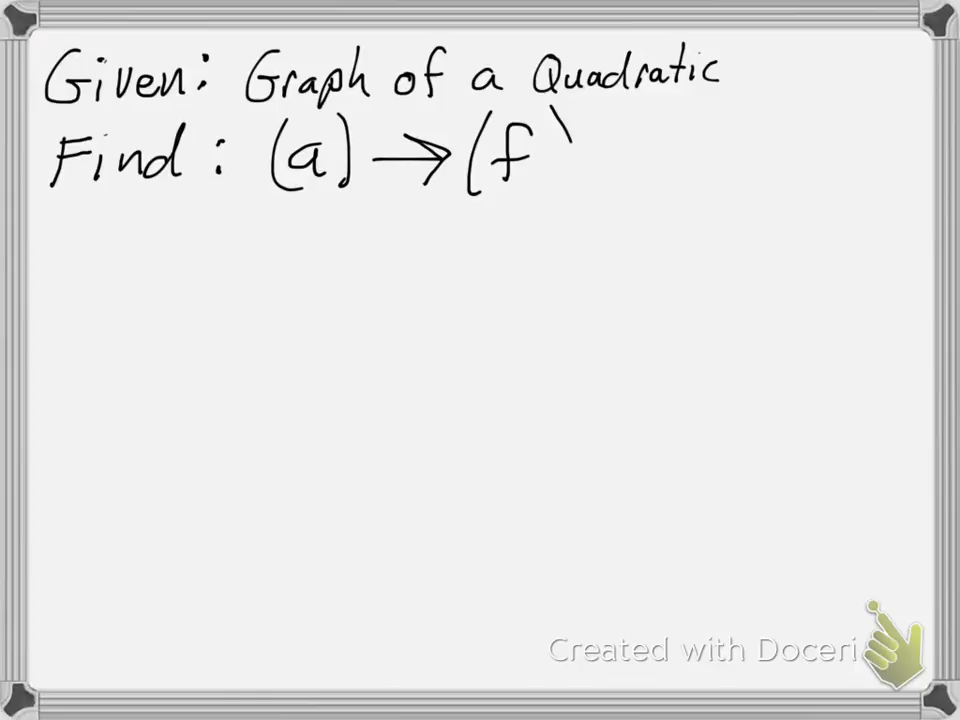 Given: Graph of a Quadratic
Find: (a) → (f)
Created with Doceri